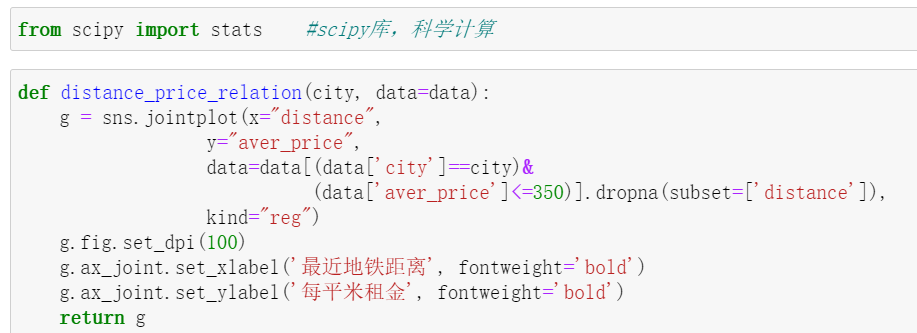 from scipy import stats    #scipy库，科学计算
def distance_price_relation(city, data=data):
    g = sns.jointplot(x="distance",
                  y="aver_price",
                  data=data[(data['city']==city)&
                            (data['aver_price']<=350)].dropna(subset=['distance']),
                  kind="reg")
    g.fig.set_dpi(100)
    g.ax_joint.set_xlabel('最近地铁距离', fontweight='bold')
    g.ax_joint.set_ylabel('每平米租金', fontweight='bold')
    return g